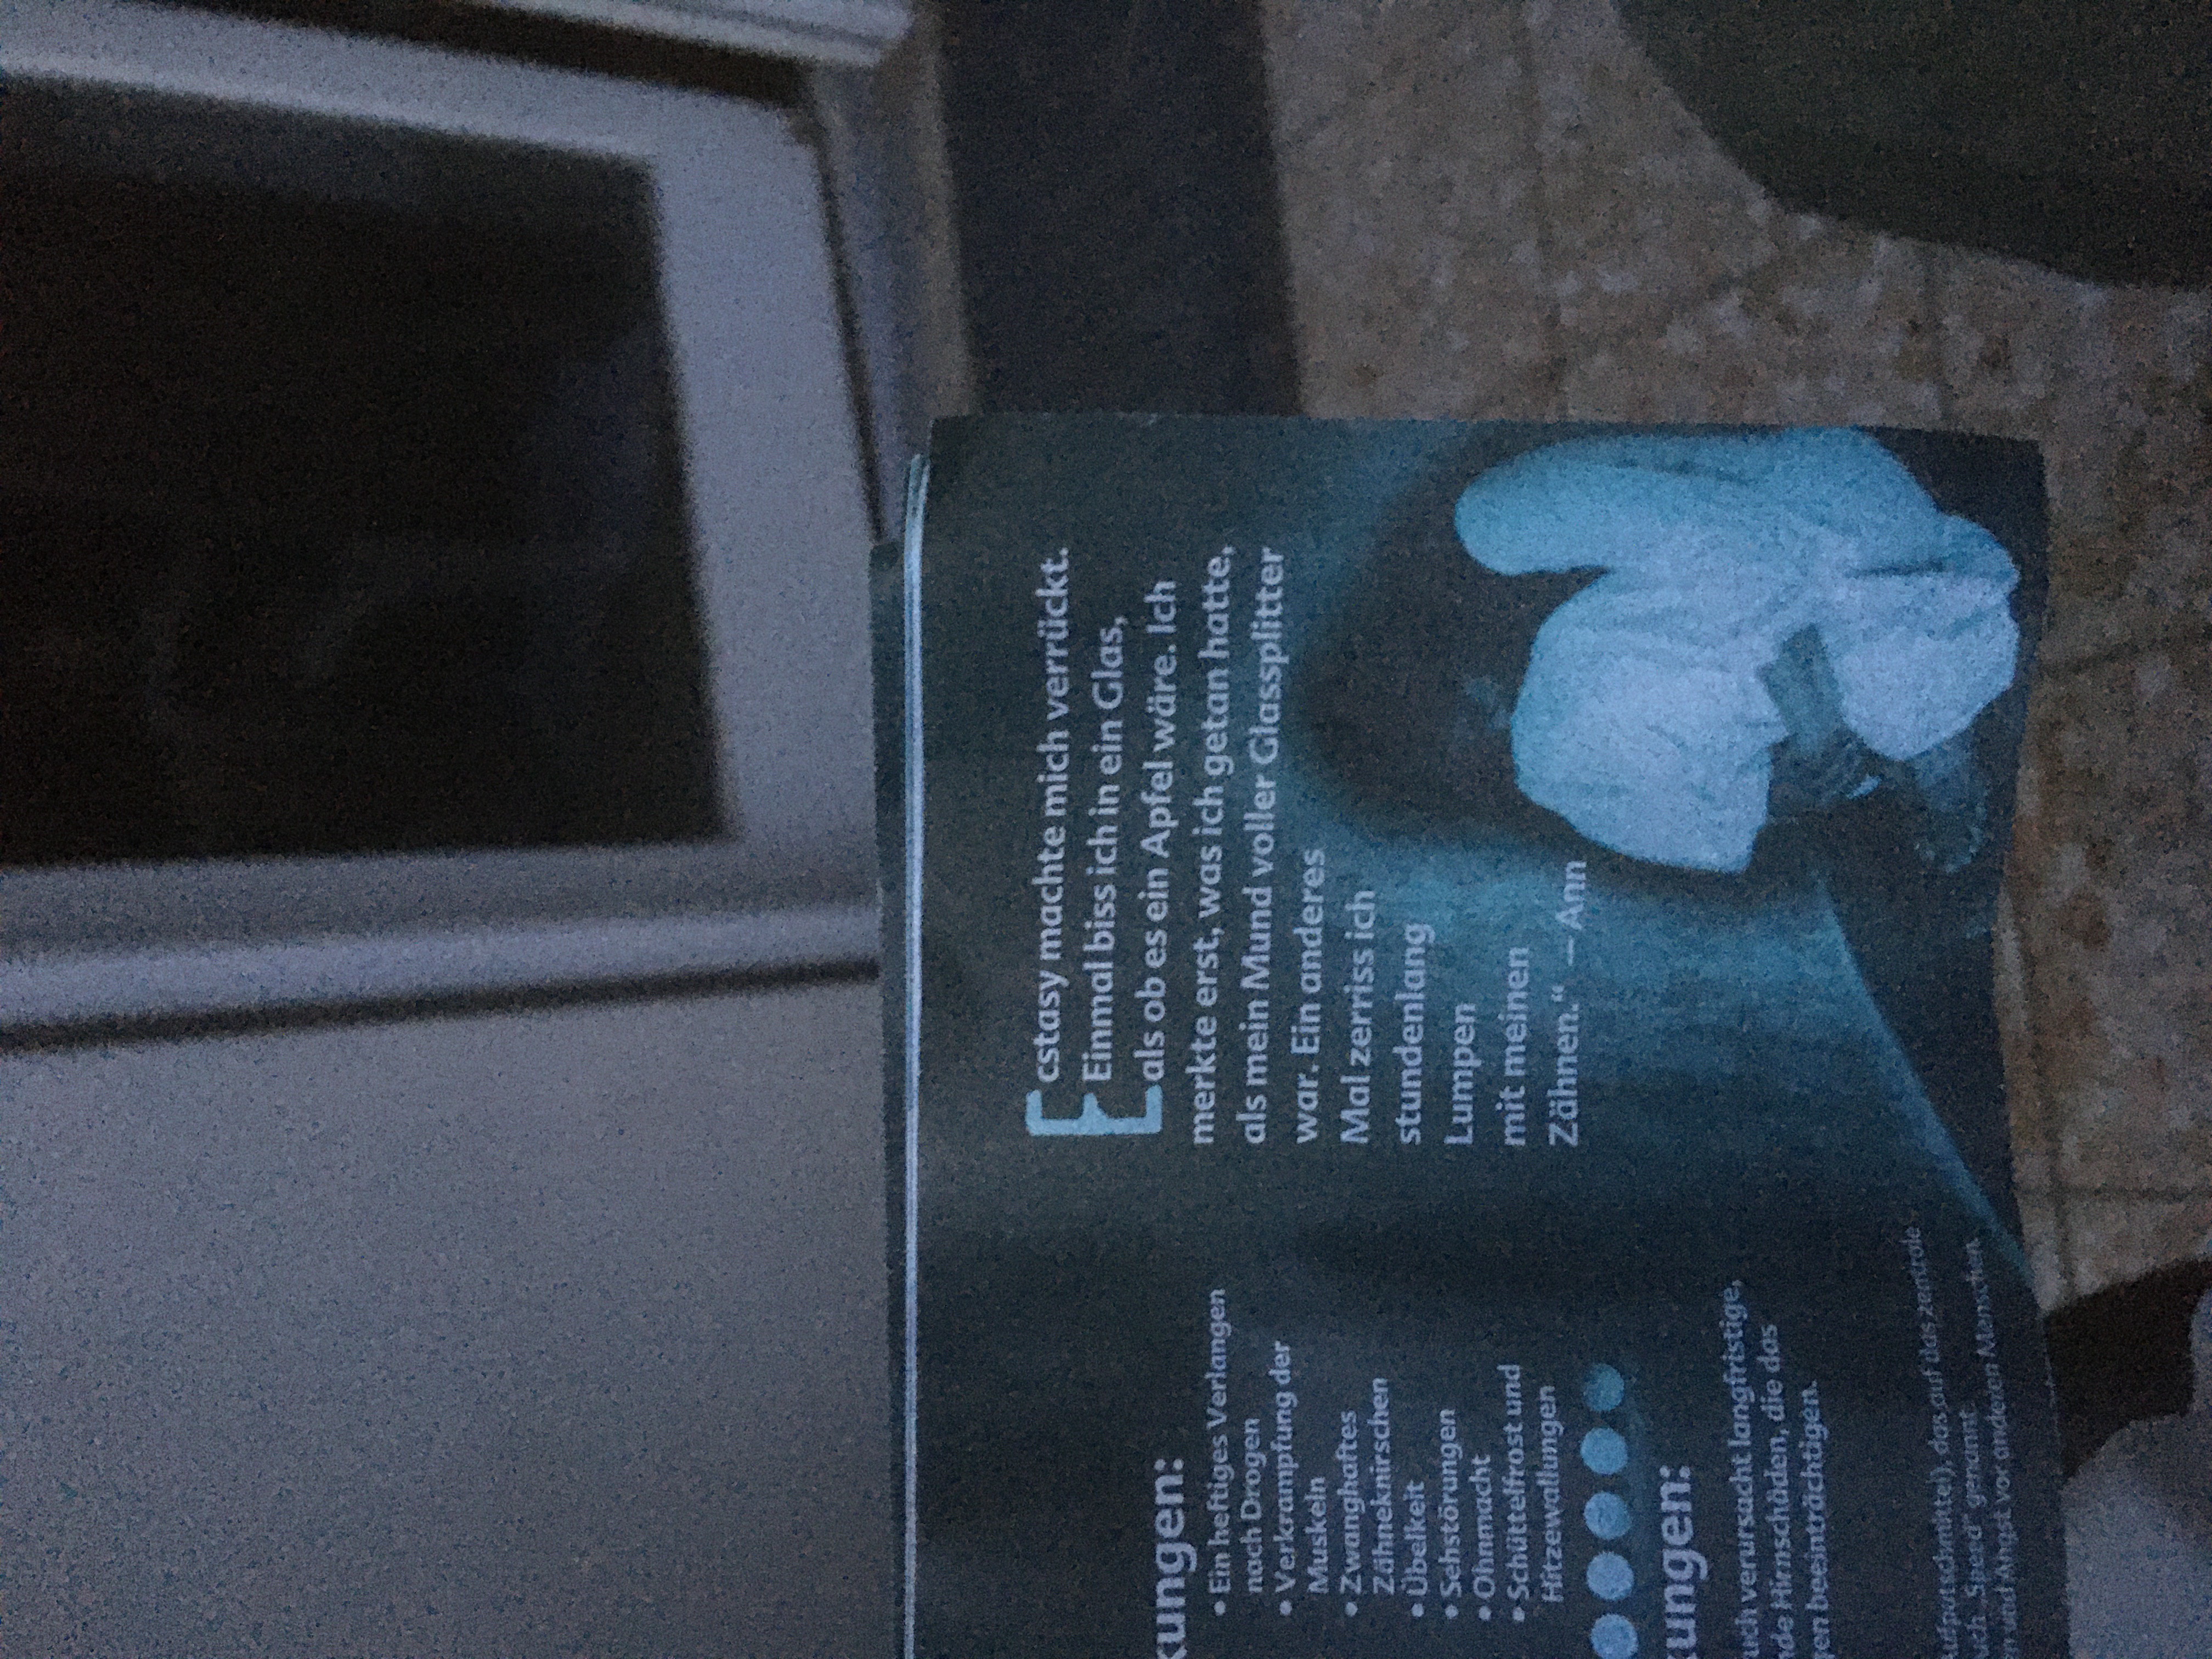 kungen:
• Ein heftiges Verlangen
nach Drogen
• Verkrampfung der
Muskeln
• Zwanghaftes
Zähneknirschen
• Übelkeit
• Sehstörungen
• Ohnmacht
• Schüttelfrost und
Hitzewallungen
kungen:
uch verursacht langfristige,
nde Hirnschäden, die das
gen beeinträchtigen.
Aufputschmittel), das auf das zentrale
uch „Speed“ genannt.
en und Angst vor anderen Menschen.
Ecstasy machte mich verrückt.
Einmal biss ich in ein Glas,
als ob es ein Apfel wäre. Ich
merkte erst, was ich getan hatte,
als mein Mund voller Glassplitter
war. Ein anderes
Mal zerriss ich
stundenlang
Lumpen
mit meinen
Zähnen.“ – Ann